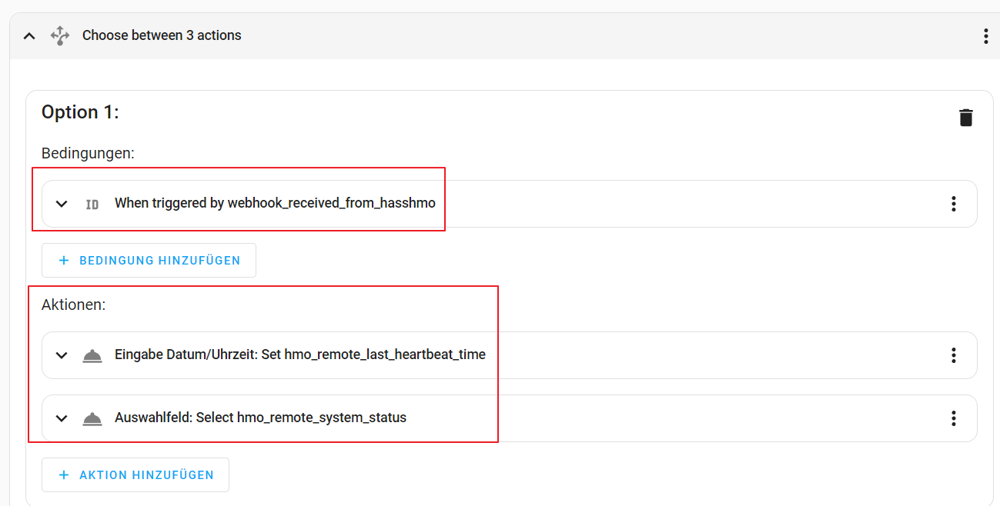 Choose between 3 actions
Option 1:
Bedingungen:
ID When triggered by webhook_received_from_hasshmo
+ BEDINGUNG HINZUFÜGEN
Aktionen:
Eingabe Datum/Uhrzeit: Set hmo_remote_last_heartbeat_time
Auswahlfeld: Select hmo_remote_system_status
+ AKTION HINZUFÜGEN